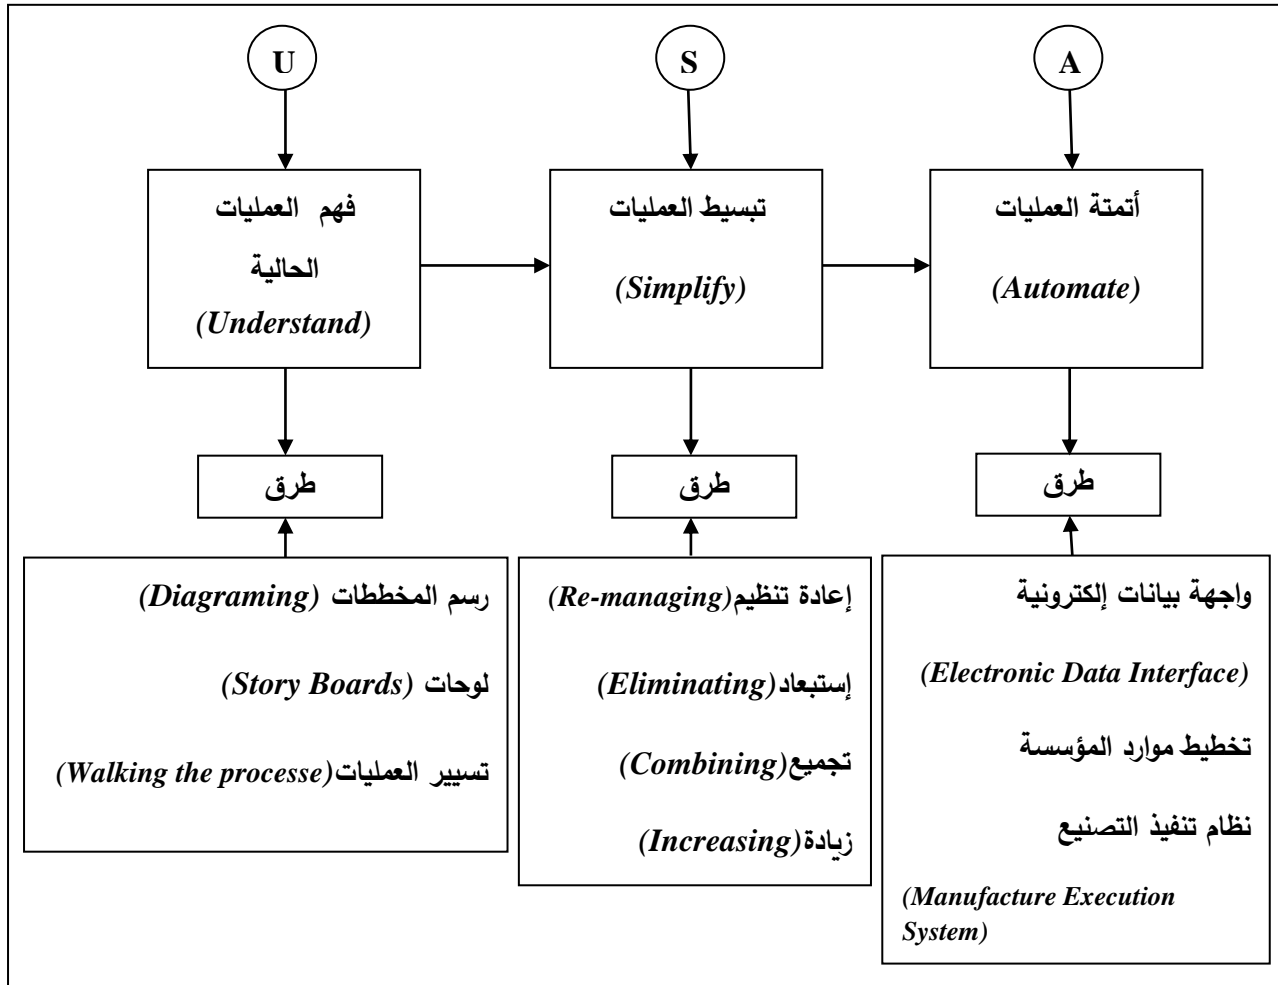 U
S
A
فهم العمليات
الحالية
(Understand)
تبسيط العمليات
(Simplify)
أتمتة العمليات
(Automate)
طرق
طرق
طرق
رسم المخططات (Diagraming)
لوحات (Story Boards)
تسيير العمليات(Walking the processe)
إعادة تنظيم(Re-managing)
إستبعاد(Eliminating)
تجميع(Combining)
زيادة(Increasing)
واجهة بيانات إلكترونية
(Electronic Data Interface)
تخطيط موارد المؤسسة
نظام تنفيذ التصنيع
(Manufacture Execution
System)